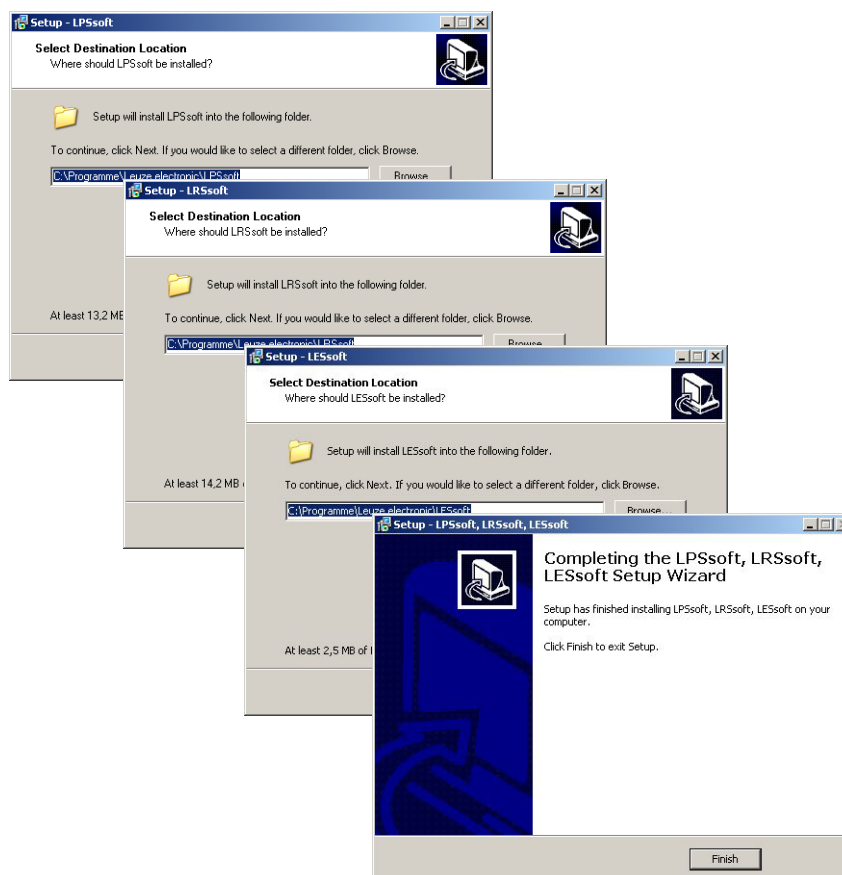 Setup - LPSsoft
Select Destination Location
Where should LPSsoft be installed?
Setup will install LPSsoft into the following folder.
To continue, click Next. If you would like to select a different folder, click Browse.
C:\Programme\Leuze electronic\LPSsoft
Browse
At least 13,2 MB
Setup - LRSsoft
Select Destination Location
Where should LRSsoft be installed?
Setup will install LRSsoft into the following folder.
To continue, click Next. If you would like to select a different folder, click Browse.
C:\Programme\Leuze electronic\LRSsoft
Browse
At least 14,2 MB
Setup - LESsoft
Select Destination Location
Where should LESsoft be installed?
Setup will install LESsoft into the following folder.
To continue, click Next. If you would like to select a different folder, click Browse.
C:\Programme\Leuze electronic\LESsoft
Browse...
At least 2,5 MB of
Setup - LPSsoft, LRSsoft, LESsoft
Completing the LPSsoft, LRSsoft,
LESsoft Setup Wizard
Setup has finished installing LPSsoft, LRSsoft, LESsoft on your
computer.
Click Finish to exit Setup.
Finish